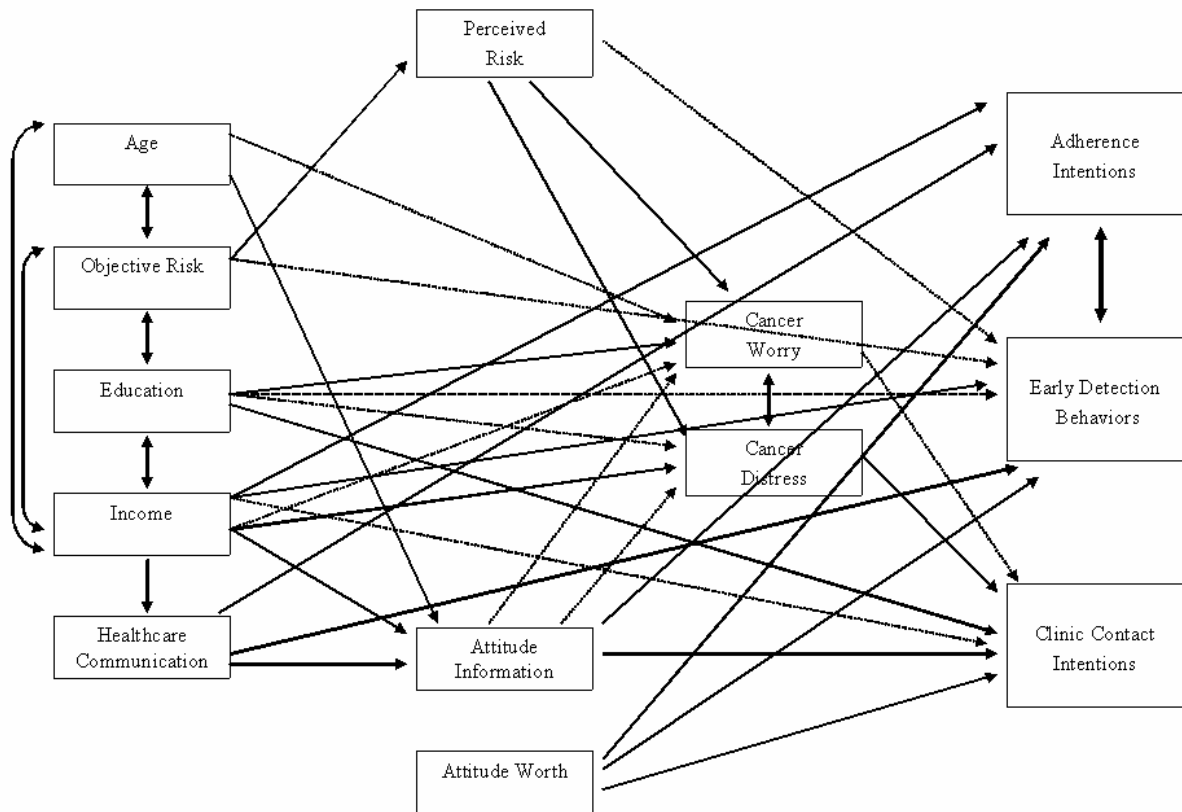 Perceived
Risk
Age
Adherence
Intentions
Objective Risk
Cancer
Worry
Education
Early Detection
Behaviors
Cancer
Distress
Income
Healthcare
Communication
Attitude
Information
Clinic Contact
Intentions
Attitude Worth